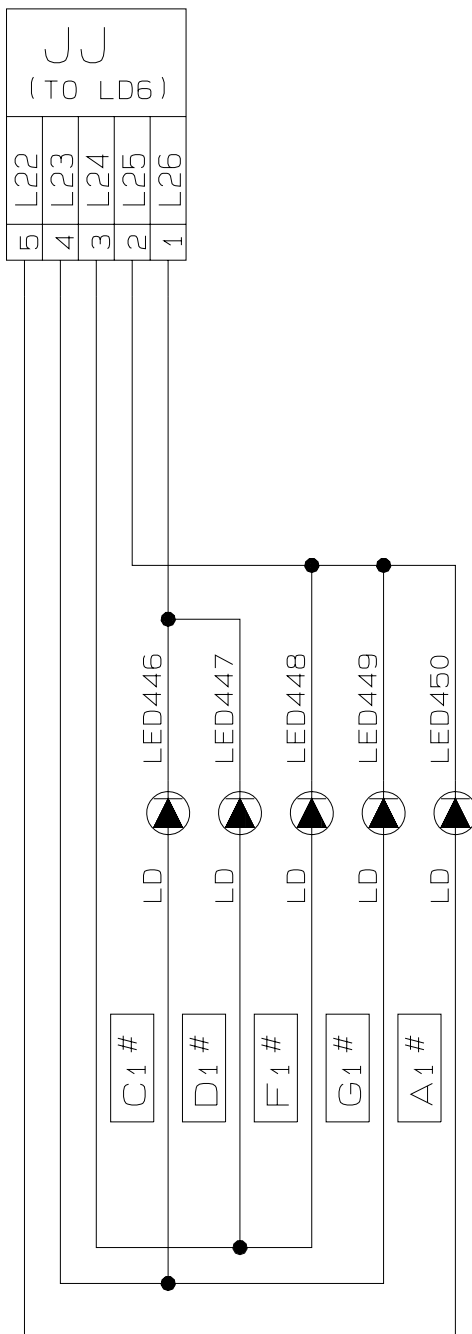 JJ
(TO LD6)
L22 L23 L24 L25 L26
5 4 3 2 1
LED446 LED447 LED448 LED449 LED450
LD LD LD LD LD
C1# D1# F1# G1# A1#